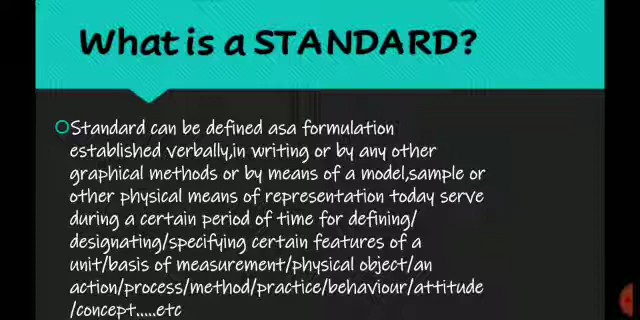 What is a STANDARD?
Standard can be defined asa formulation
established verbally,in writing or by any other
graphical methods or by means of a model,sample or
other physical means of representation today serve
during a certain period of time for defining/
designating/specifying certain features of a
unit/basis of measurement/physical object/an
action/process/method/practice/behaviour/attitude
/concept.....etc